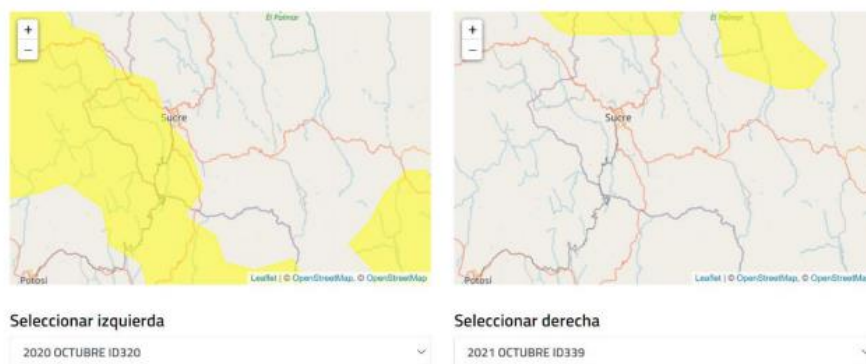 +
−
El Palmar
Sucre
Potosí
Leaflet | © OpenStreetMap, © OpenStreetMap
+
−
El Palmar
Sucre
Potosí
Leaflet | © OpenStreetMap, © OpenStreetMap
Seleccionar izquierda
2020 OCTUBRE ID320
Seleccionar derecha
2021 OCTUBRE ID339